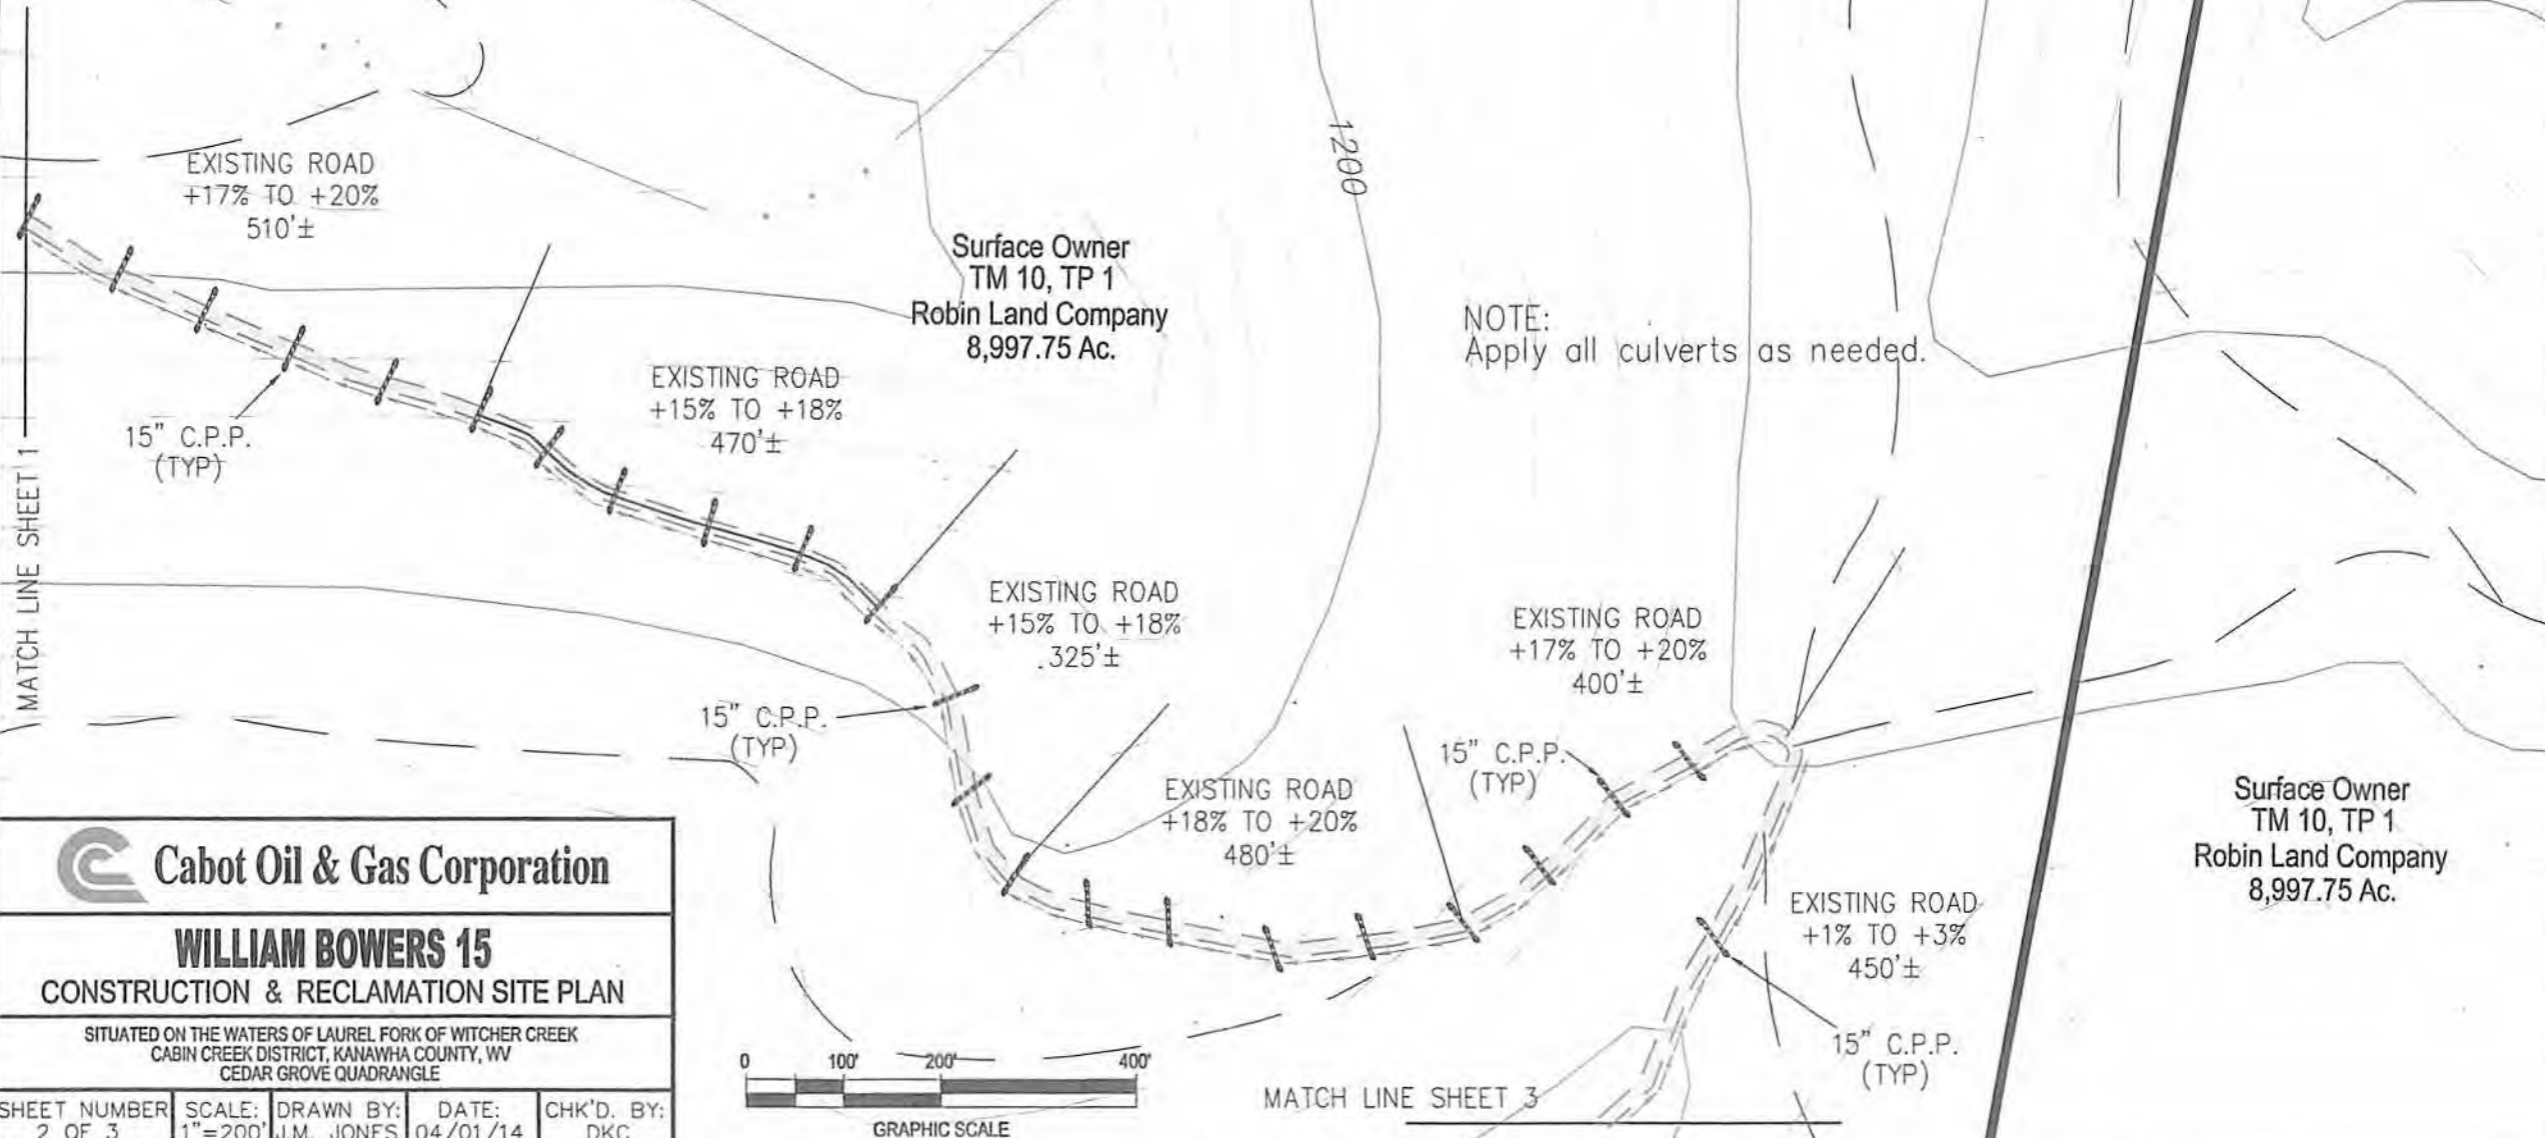 EXISTING ROAD
+17% TO +20%
510'±
1200
Surface Owner
TM 10, TP 1
Robin Land Company
8,997.75 Ac.
NOTE:
Apply all culverts as needed.
EXISTING ROAD
+15% TO +18%
470'±
15" C.P.P.
(TYP)
MATCH LINE SHEET 1
EXISTING ROAD
+15% TO +18%
325'±
EXISTING ROAD
+17% TO +20%
400'±
15" C.P.P.
(TYP)
15" C.P.P.
(TYP)
EXISTING ROAD
+18% TO +20%
480'±
Surface Owner
TM 10, TP 1
Robin Land Company
8,997.75 Ac.
EXISTING ROAD
+1% TO +3%
450'±
15" C.P.P.
(TYP)
Cabot Oil & Gas Corporation
WILLIAM BOWERS 15
CONSTRUCTION & RECLAMATION SITE PLAN
SITUATED ON THE WATERS OF LAUREL FORK OF WITCHER CREEK
CABIN CREEK DISTRICT, KANAWHA COUNTY, WV
CEDAR GROVE QUADRANGLE
SHEET NUMBER
2 OF 3
SCALE:
1"=200'
DRAWN BY:
J.M. JONES
DATE:
04/01/14
CHK'D. BY:
DKC
0 100' 200' 400'
GRAPHIC SCALE
MATCH LINE SHEET 3